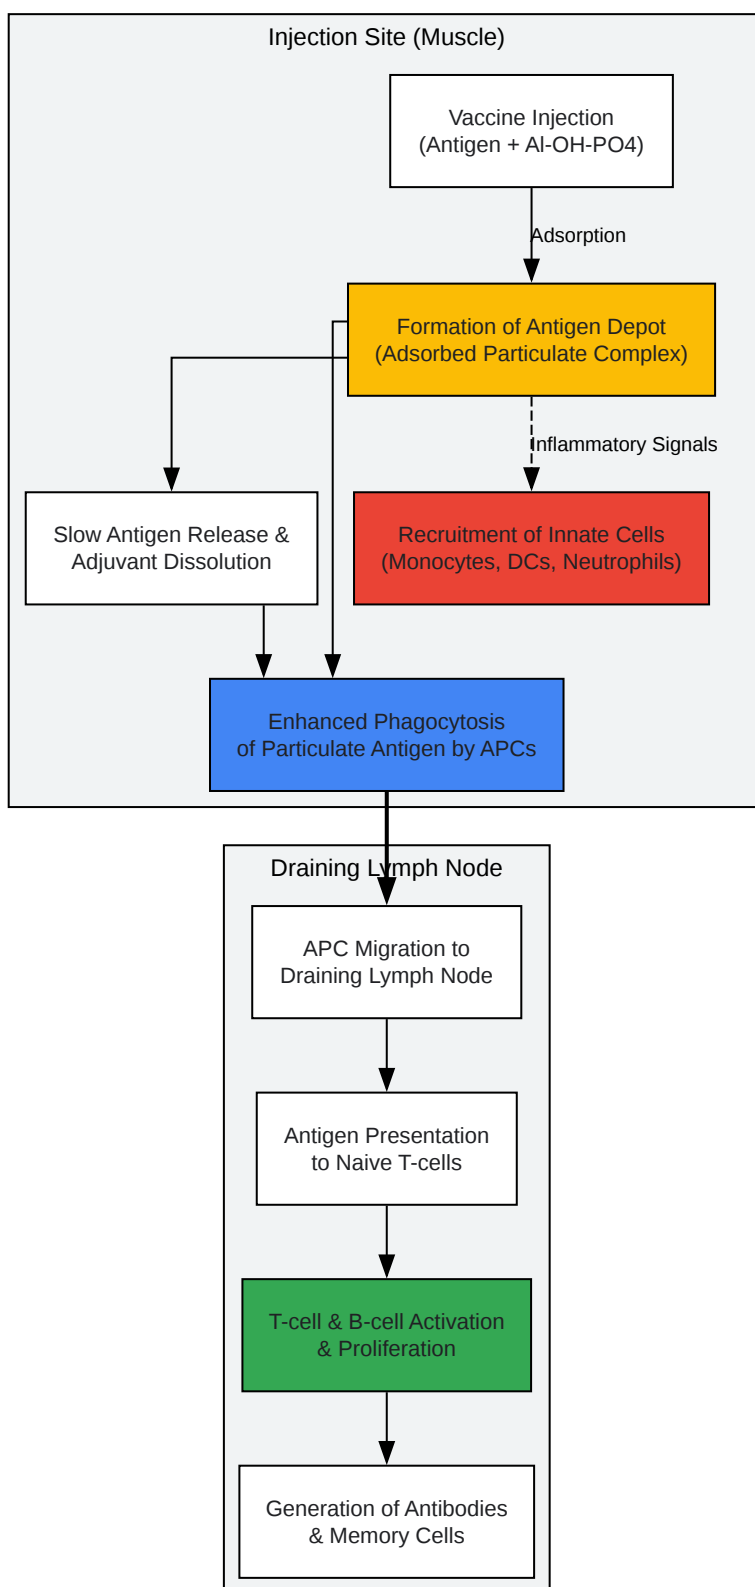 Injection Site (Muscle)
Vaccine Injection
(Antigen + Al-OH-PO4)
Adsorption
Formation of Antigen Depot
(Adsorbed Particulate Complex)
Inflammatory Signals
Slow Antigen Release &
Adjuvant Dissolution
Recruitment of Innate Cells
(Monocytes, DCs, Neutrophils)
Enhanced Phagocytosis
of Particulate Antigen by APCs
Draining Lymph Node
APC Migration to
Draining Lymph Node
Antigen Presentation
to Naive T-cells
T-cell & B-cell Activation
& Proliferation
Generation of Antibodies
& Memory Cells